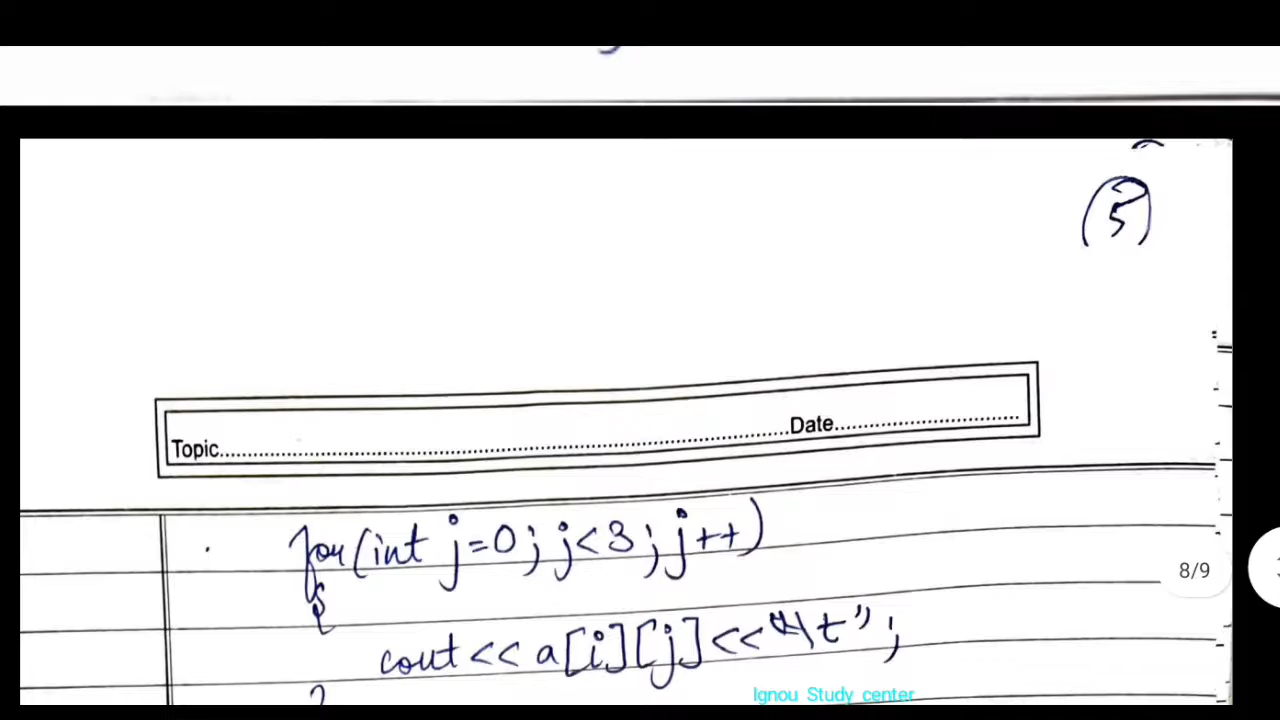 (5)
Topic....................Date....................
for(int j=0; j<3; j++)
{
cout << a[i][j] << "\t";
}
8/9
Ignou Study center